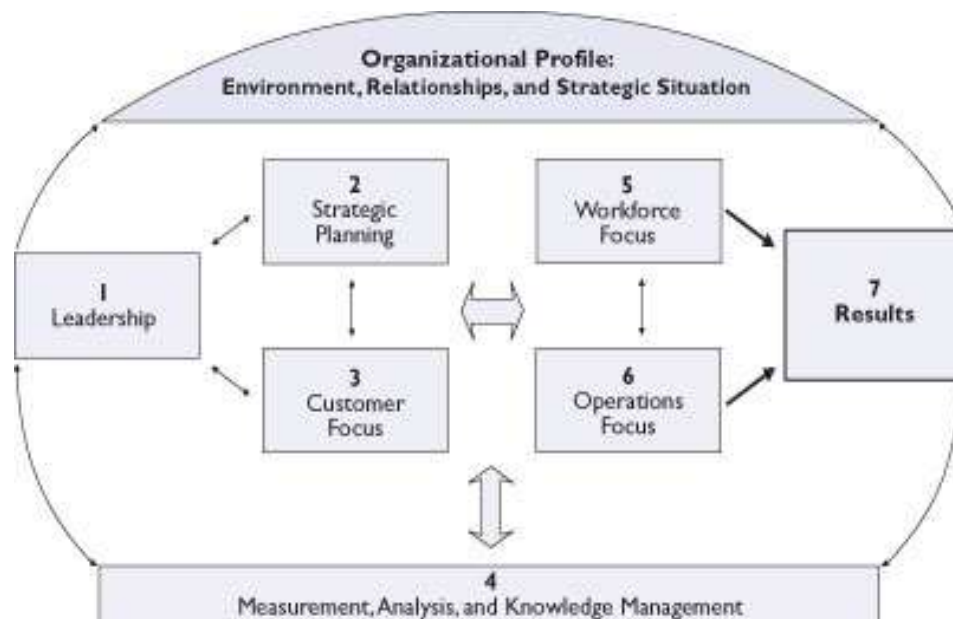 Organizational Profile:
Environment, Relationships, and Strategic Situation
2
Strategic
Planning
5
Workforce
Focus
1
Leadership
7
Results
3
Customer
Focus
6
Operations
Focus
4
Measurement, Analysis, and Knowledge Management